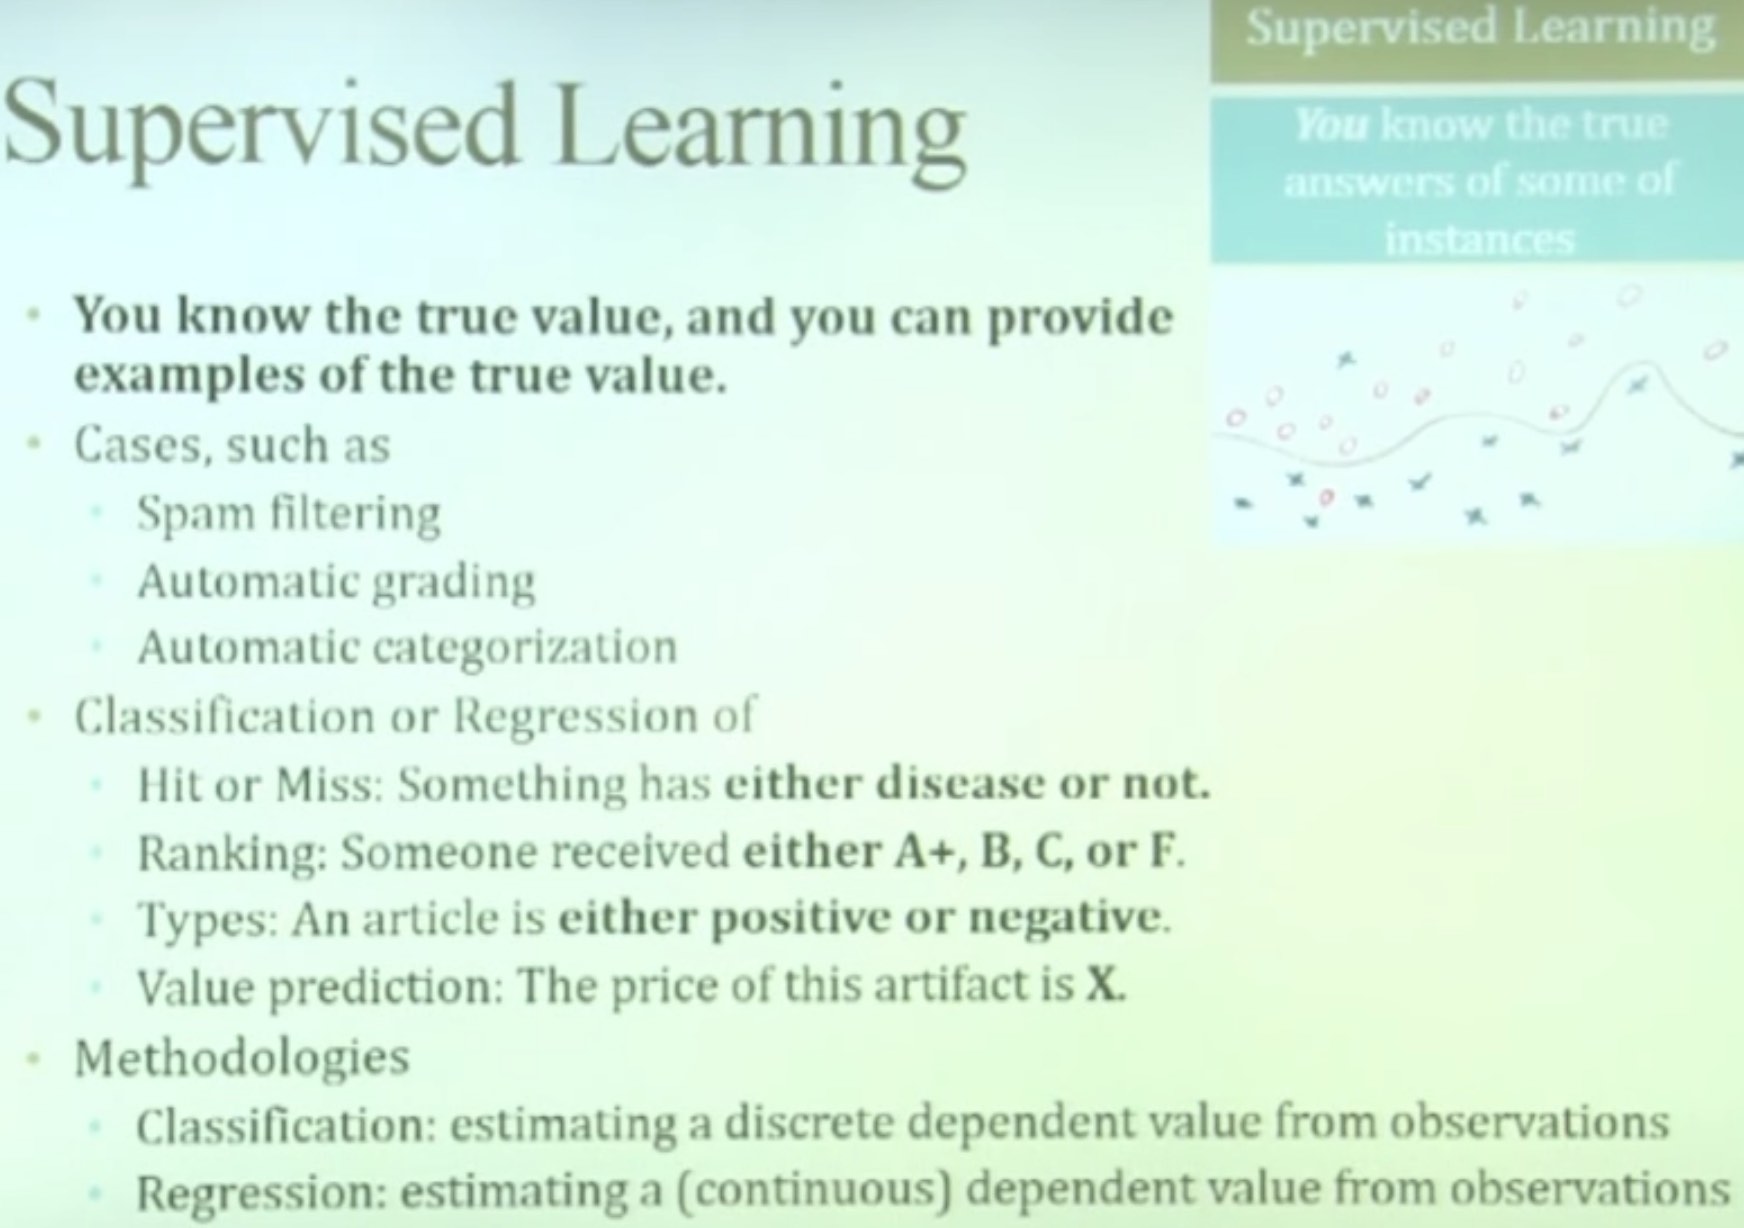 Supervised Learning
Supervised Learning
You know the true
answers of some of
instances
You know the true value, and you can provide
examples of the true value.
Cases, such as
Spam filtering
Automatic grading
Automatic categorization
Classification or Regression of
Hit or Miss: Something has either disease or not.
Ranking: Someone received either A+, B, C, or F.
Types: An article is either positive or negative.
Value prediction: The price of this artifact is X.
Methodologies
Classification: estimating a discrete dependent value from observations
Regression: estimating a (continuous) dependent value from observations